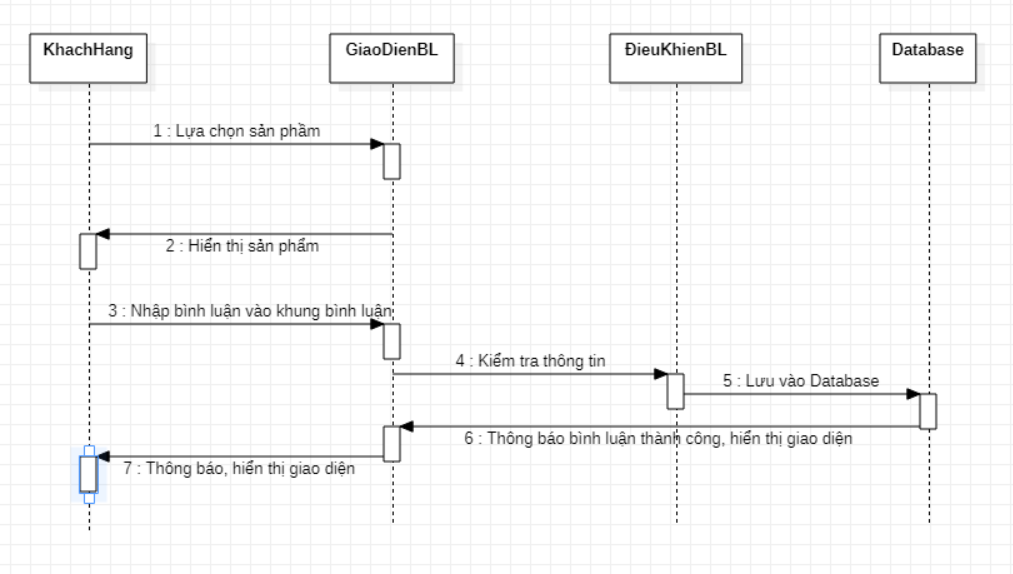 KhachHang
GiaoDienBL
ĐieuKhienBL
Database
1 : Lựa chọn sản phầm
2 : Hiển thị sản phẩm
3 : Nhập bình luận vào khung bình luận
4 : Kiểm tra thông tin
5 : Lưu vào Database
6 : Thông báo bình luận thành công, hiển thị giao diện
7 : Thông báo, hiển thị giao diện